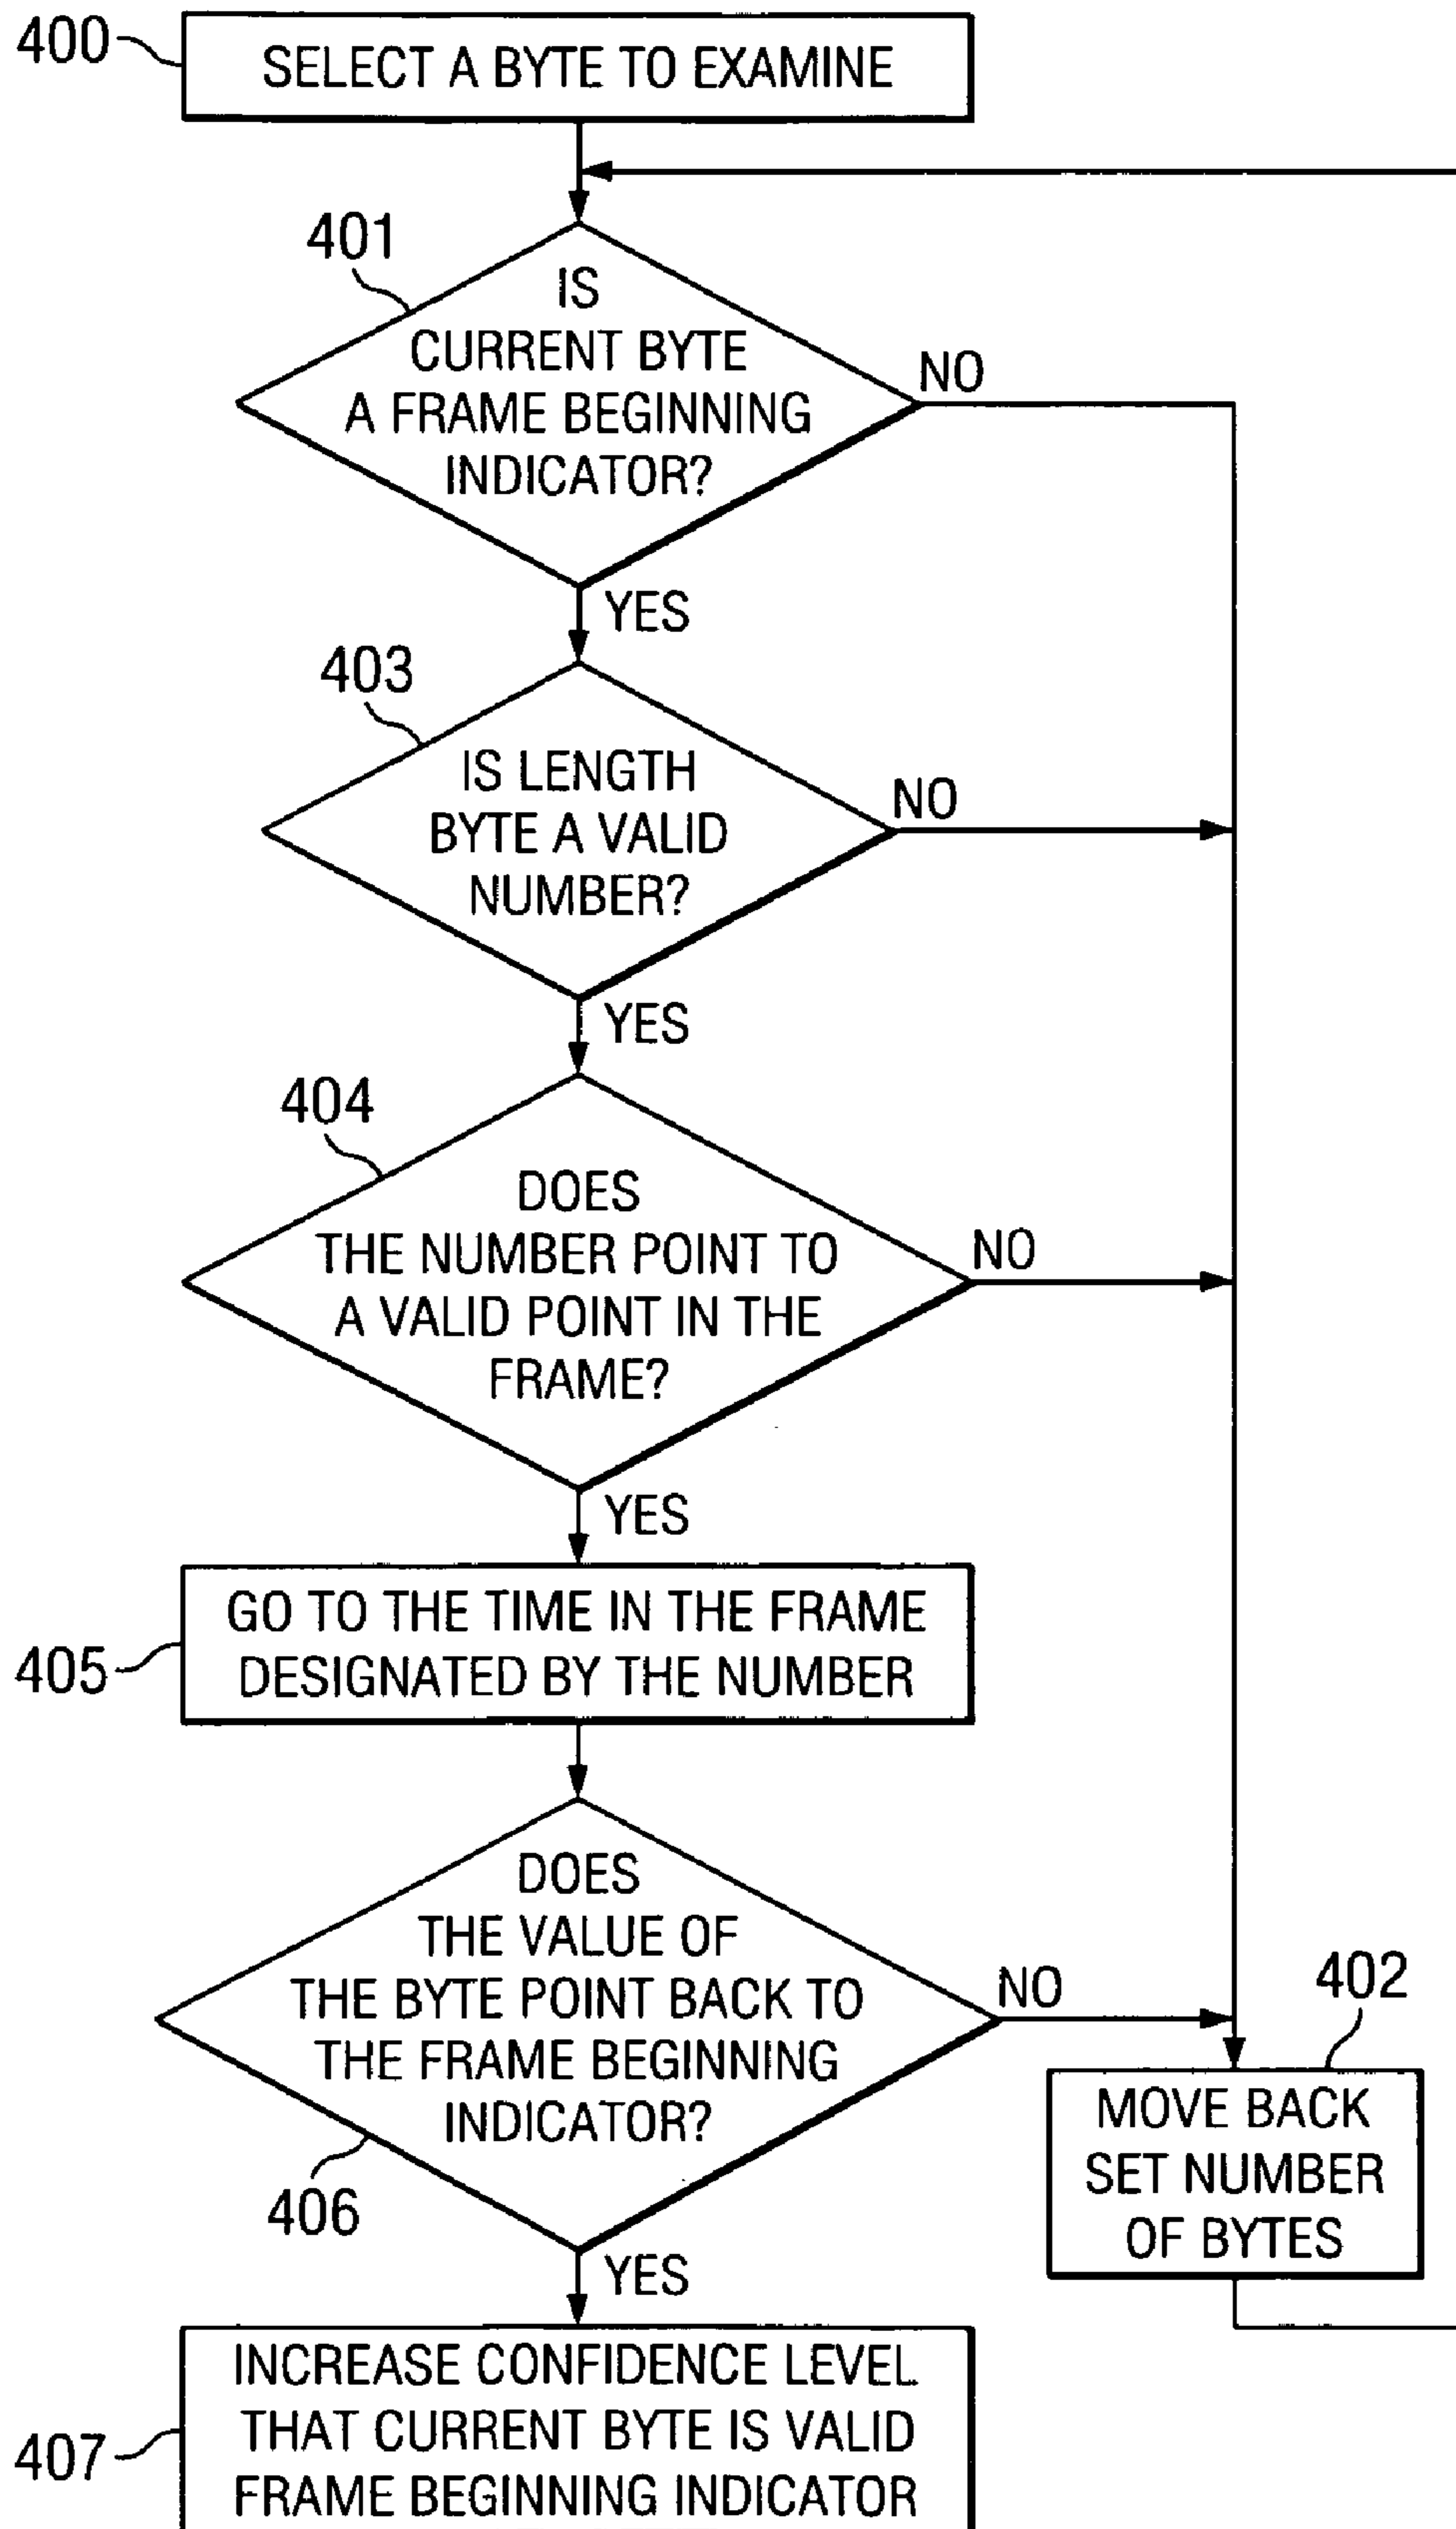 400
SELECT A BYTE TO EXAMINE
401
IS
CURRENT BYTE
A FRAME BEGINNING
INDICATOR?
NO
YES
403
IS LENGTH
BYTE A VALID
NUMBER?
NO
YES
404
DOES
THE NUMBER POINT TO
A VALID POINT IN THE
FRAME?
NO
YES
405
GO TO THE TIME IN THE FRAME
DESIGNATED BY THE NUMBER
DOES
THE VALUE OF
THE BYTE POINT BACK TO
THE FRAME BEGINNING
INDICATOR?
406
NO
402
MOVE BACK
SET NUMBER
OF BYTES
YES
407
INCREASE CONFIDENCE LEVEL
THAT CURRENT BYTE IS VALID
FRAME BEGINNING INDICATOR